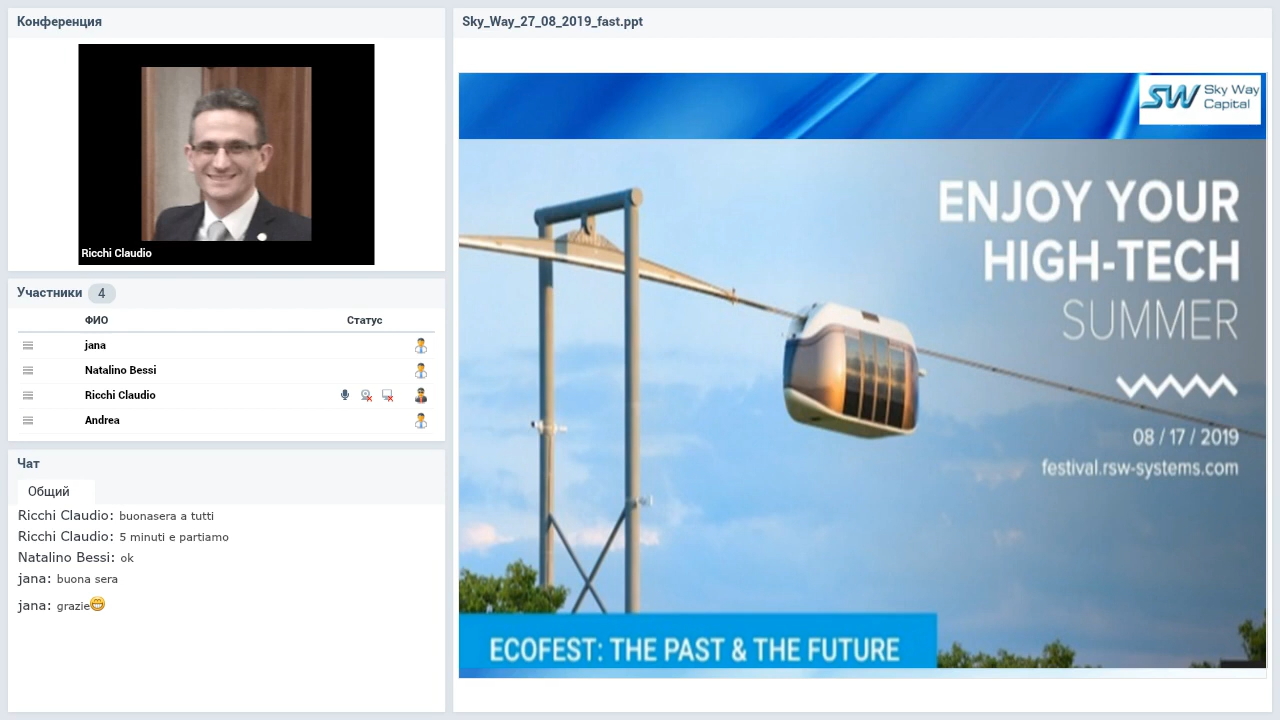 Конференция
Ricchi Claudio
Участники 4
ФИО Статус
jana
Natalino Bessi
Ricchi Claudio
Andrea
Чат
Общий
Ricchi Claudio: buonasera a tutti
Ricchi Claudio: 5 minuti e partiamo
Natalino Bessi: ok
jana: buona sera
jana: grazie
Sky_Way_27_08_2019_fast.ppt
SW Sky Way
Capital
ENJOY YOUR
HIGH-TECH
SUMMER
08 / 17 / 2019
festival.rsw-systems.com
ECOFEST: THE PAST & THE FUTURE